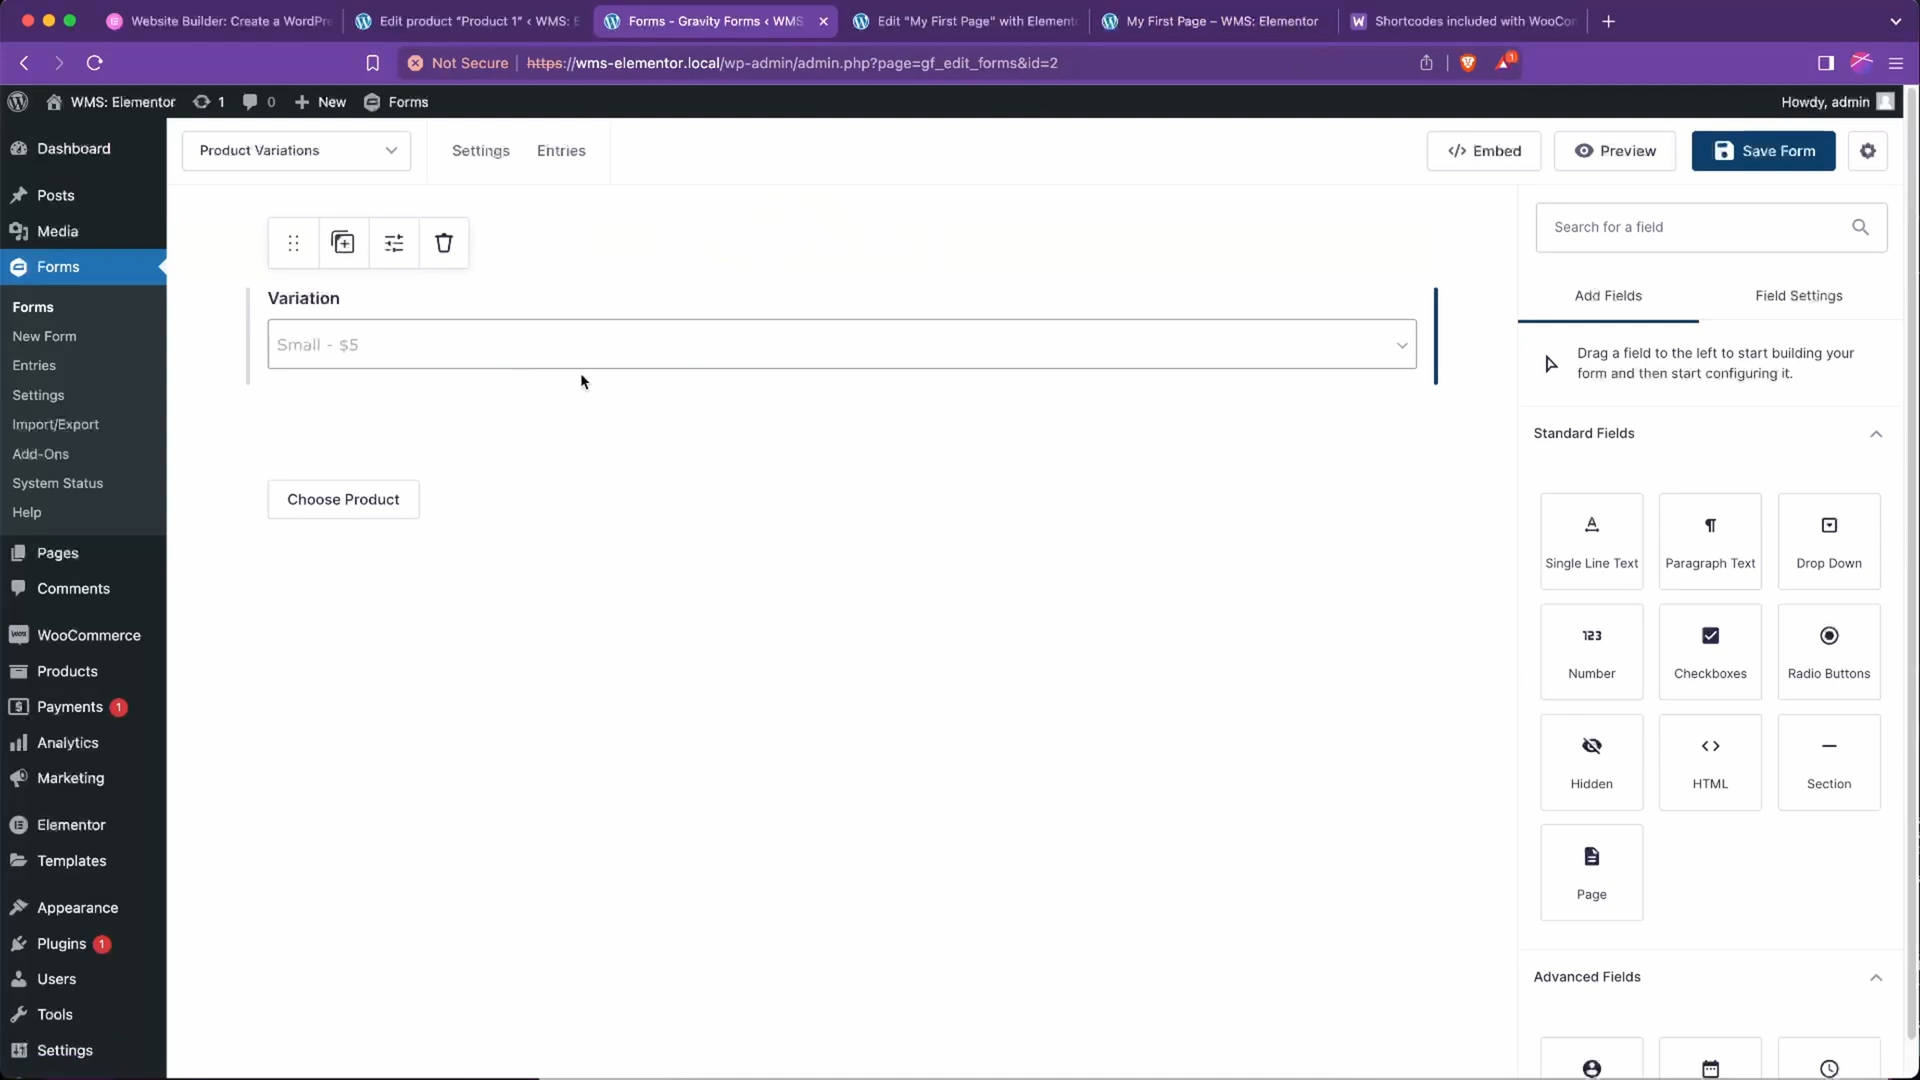 Website Builder: Create a WordPre
Edit product “Product 1” ‹ WMS: E
Forms - Gravity Forms ‹ WMS
Edit "My First Page" with Element
My First Page – WMS: Elementor
Shortcodes included with WooCom
Not Secure
https://wms-elementor.local/wp-admin/admin.php?page=gf_edit_forms&id=2
1
WMS: Elementor
1
0
New
Forms
Howdy, admin
Dashboard
Posts
Media
Forms
Forms
New Form
Entries
Settings
Import/Export
Add-Ons
System Status
Help
Pages
Comments
WooCommerce
Products
Payments 1
Analytics
Marketing
Elementor
Templates
Appearance
Plugins 1
Users
Tools
Settings
Product Variations
Settings
Entries
Embed
Preview
Save Form
Variation
Small - $5
Choose Product
Search for a field
Add Fields
Field Settings
Drag a field to the left to start building your
form and then start configuring it.
Standard Fields
Single Line Text
Paragraph Text
Drop Down
123
Number
Checkboxes
Radio Buttons
Hidden
HTML
Section
Page
Advanced Fields